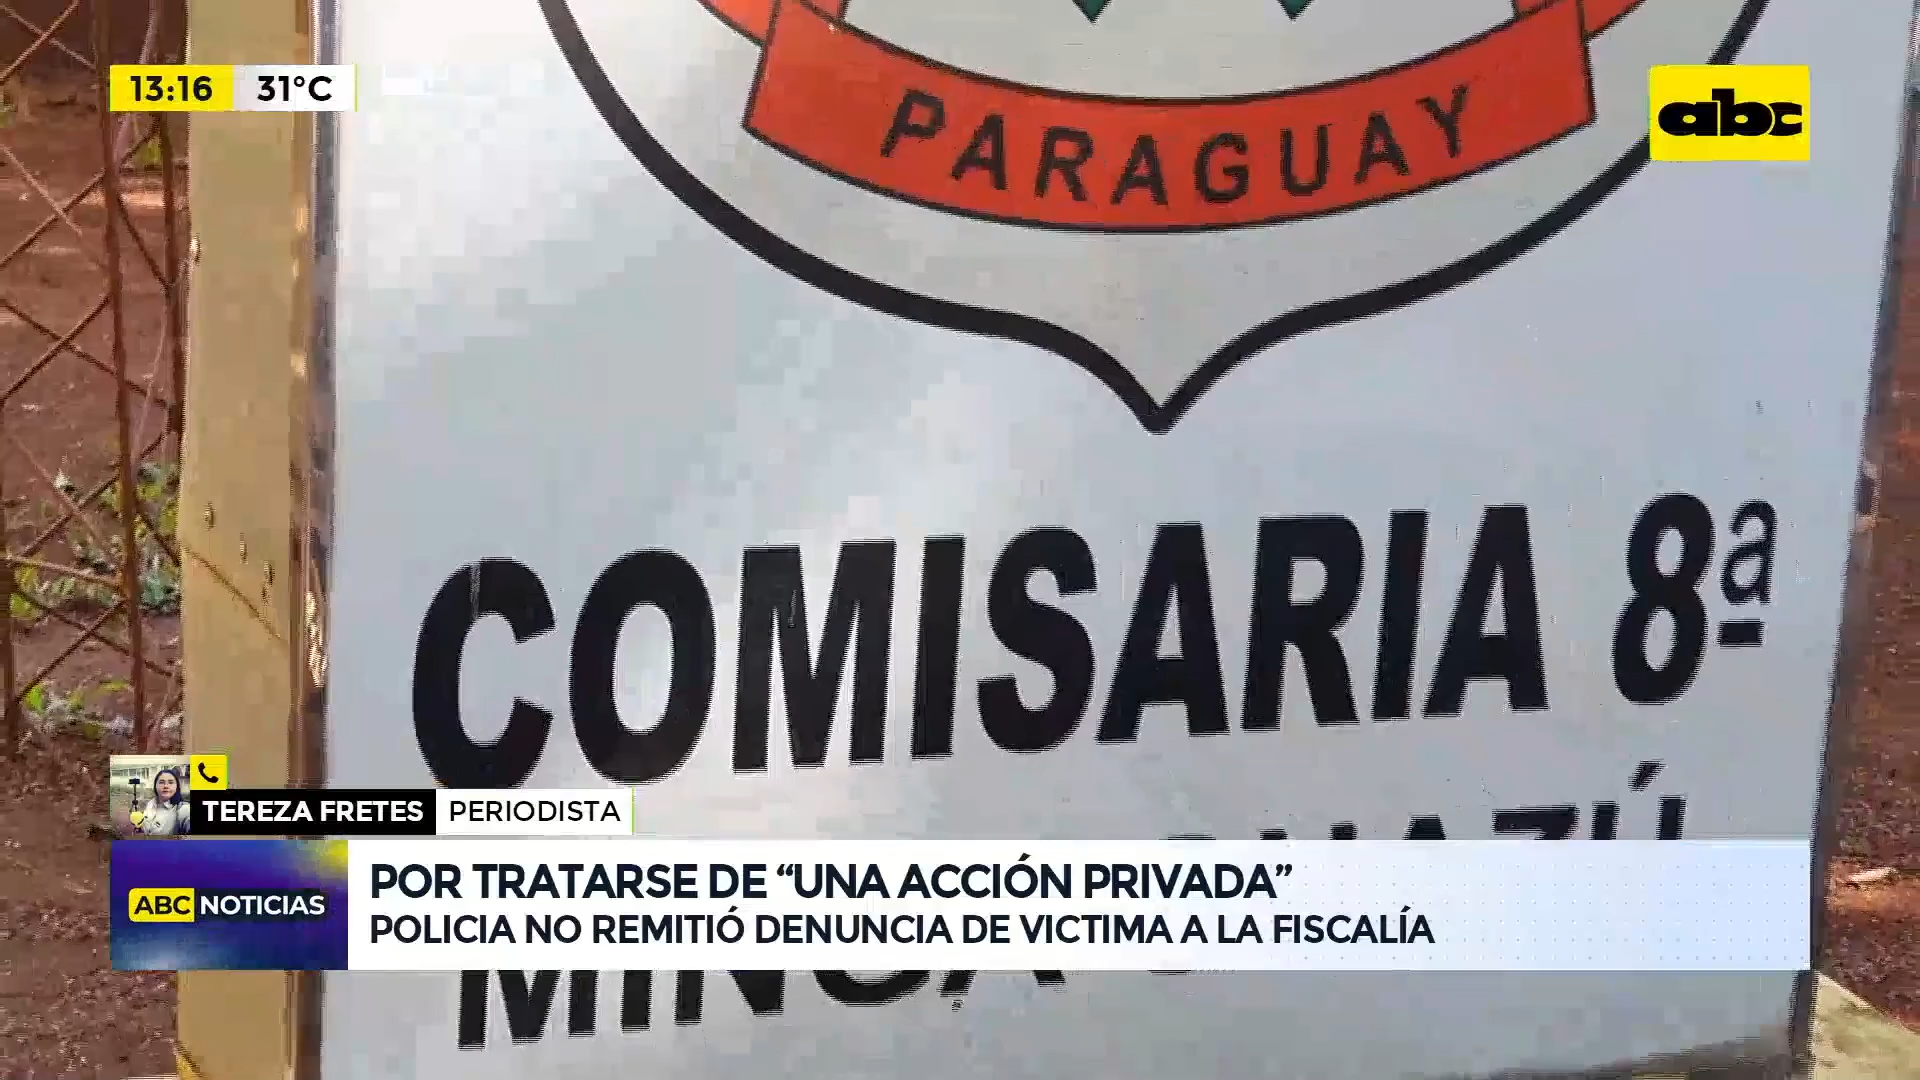 13:16 31°C
abc
PARAGUAY
COMISARIA 8ª
TEREZA FRETES PERIODISTA
ABC NOTICIAS
POR TRATARSE DE “UNA ACCIÓN PRIVADA”
POLICIA NO REMITIÓ DENUNCIA DE VICTIMA A LA FISCALÍA